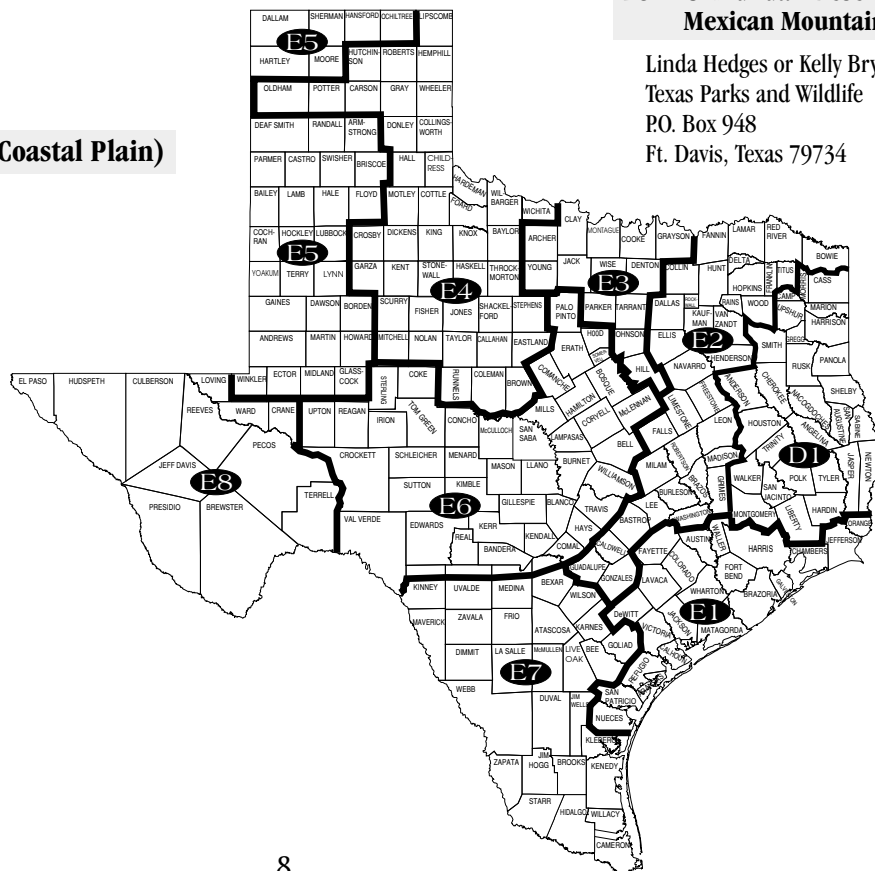 Mexican Mountain
Linda Hedges or Kelly Bry
Texas Parks and Wildlife
P.O. Box 948
Ft. Davis, Texas 79734
Coastal Plain)
DALLAM SHERMAN HANSFORD OCHILTREE LIPSCOMB
E5
HARTLEY MOORE HUTCHIN-SON ROBERTS HEMPHILL
OLDHAM POTTER CARSON GRAY WHEELER
DEAF SMITH RANDALL ARM-STRONG DONLEY COLLINGS-WORTH
PARMER CASTRO SWISHER BRISCOE HALL CHILD-RESS
HARDEMAN WIL-BARGER WICHITA
BAILEY LAMB HALE FLOYD MOTLEY COTTLE FOARD
CLAY MONTAGUE COOKE GRAYSON FANNIN LAMAR RED RIVER BOWIE
COCH-RAN HOCKLEY LUBBOCK CROSBY DICKENS KING KNOX BAYLOR ARCHER
E5
JACK WISE DENTON COLLIN HUNT DELTA HOPKINS FRANKLIN TITUS MORRIS CASS
E3
YOAKUM TERRY LYNN GARZA KENT STONE-WALL HASKELL THROCK-MORTON YOUNG
E4
CAMP UPSHUR MARION
GAINES DAWSON BORDEN SCURRY FISHER JONES SHACKEL FORD STEPHENS PALO PINTO PARKER TARRANT DALLAS ROCK-WALL KAUF-MAN VAN ZANDT RAINS WOOD
HARRISON GREGG
E2
ANDREWS MARTIN HOWARD MITCHELL NOLAN TAYLOR CALLAHAN EASTLAND ERATH HOOD JOHNSON ELLIS HENDERSON SMITH RUSK PANOLA
EL PASO HUDSPETH CULBERSON LOVING WINKLER ECTOR MIDLAND GLASS-COCK STERLING COKE RUNNELS COLEMAN BROWN COMANCHE BOSQUE HILL NAVARRO ANDERSON CHEROKEE SHELBY
REEVES WARD CRANE UPTON REAGAN IRION TOM GREEN CONCHO McCULLOCH SAN SABA MILLS HAMILTON CORYELL McLENNAN LIMESTONE FREESTONE NACOGDOCHES SAN AUGUSTINE SABINE
PECOS CROCKETT SCHLEICHER MENARD LAMPASAS BELL FALLS LEON HOUSTON ANGELINA
JEFF DAVIS MASON LLANO BURNET WILLIAMSON MILAM ROBERTSON BRAZOS MADISON TRINITY D1 JASPER NEWTON
E8
PRESIDIO BREWSTER TERRELL SUTTON KIMBLE BURLESON GRIMES WALKER SAN JACINTO POLK TYLER
E6
VAL VERDE EDWARDS GILLESPIE BLANCO TRAVIS LEE WASHINGTON MONTGOMERY LIBERTY HARDIN
REAL KERR KENDALL HAYS BASTROP AUSTIN WALLER HARRIS ORANGE JEFFERSON
BANDERA COMAL CALDWELL FAYETTE COLORADO FORT BEND CHAMBERS
KINNEY UVALDE MEDINA BEXAR GUADALUPE GONZALES LAVACA WHARTON BRAZORIA GALVESTON
WILSON E1
MAVERICK ZAVALA FRIO ATASCOSA KARNES DeWITT JACKSON MATAGORDA
VICTORIA
DIMMIT LA SALLE McMULLEN LIVE OAK BEE GOLIAD CALHOUN
E7
REFUGIO
WEBB DUVAL JIM WELLS SAN PATRICIO
NUECES
KLEBERG
ZAPATA JIM HOGG BROOKS KENEDY
STARR HIDALGO WILLACY
CAMERON
8